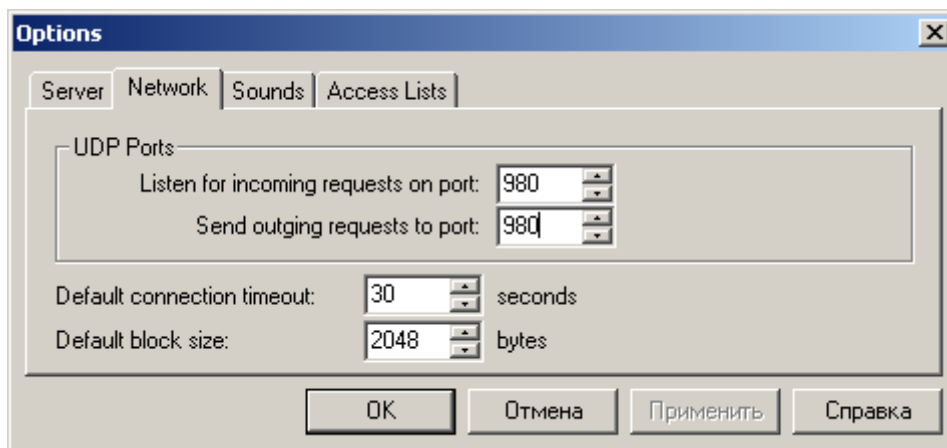 Options
Server Network Sounds Access Lists
UDP Ports
Listen for incoming requests on port: 980
Send outging requests to port: 980
Default connection timeout: 30 seconds
Default block size: 2048 bytes
OK Отмена Применить Справка